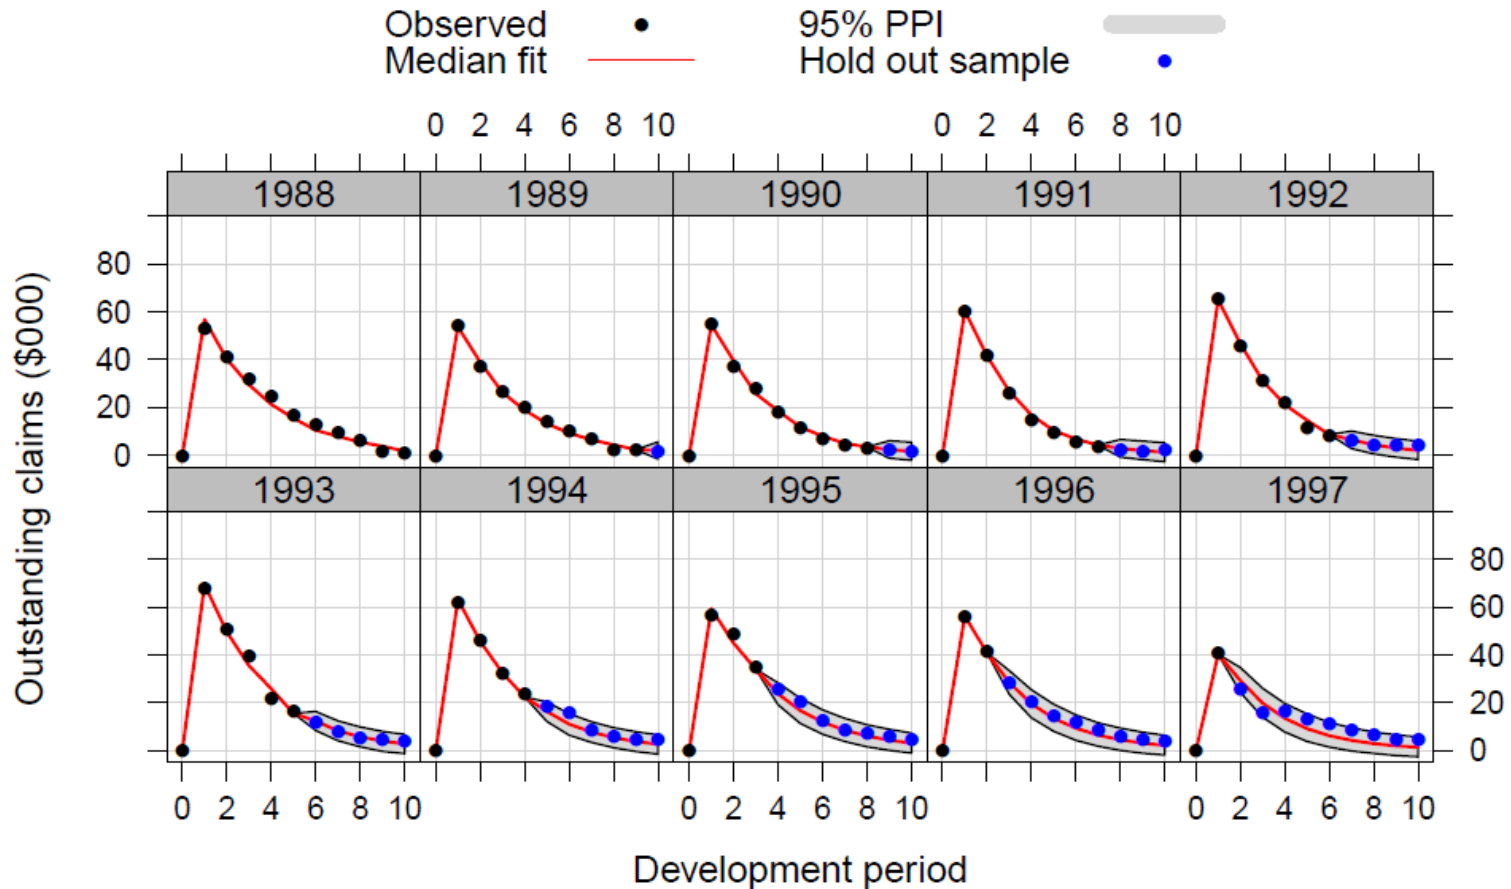 Observed 95% PPI
Median fit Hold out sample
0 2 4 6 8 10 0 2 4 6 8 10
1988 1989 1990 1991 1992
80
60
40
20
0
Outstanding claims ($000)
1993 1994 1995 1996 1997
80
60
40
20
0
0 2 4 6 8 10 0 2 4 6 8 10 0 2 4 6 8 10
Development period